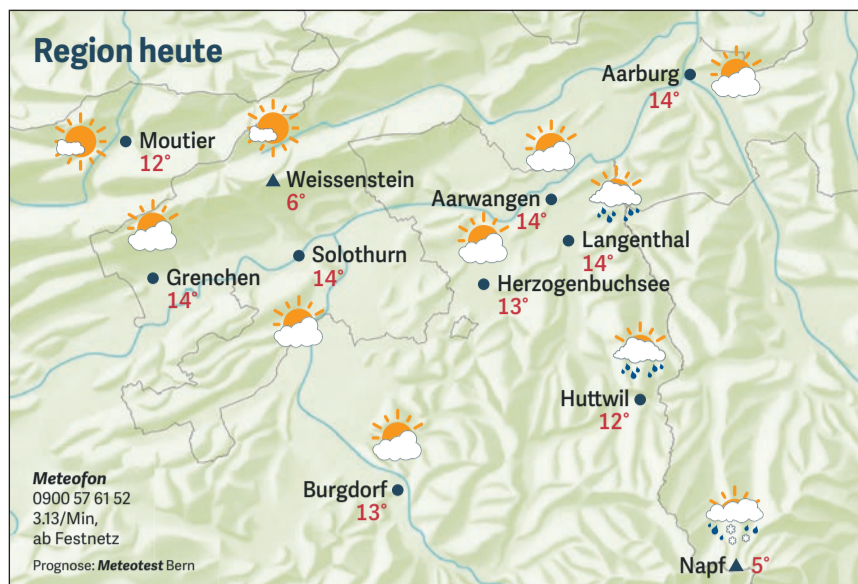 Region heute
Aarburg
14°
Moutier
12°
Weissenstein
6°
Aarwangen
14°
Langenthal
14°
Solothurn
14°
Grenchen
14°
Herzogenbuchsee
13°
Huttwil
12°
Burgdorf
13°
Napf 5°
Meteofon
0900 57 61 52
3.13/Min,
ab Festnetz
Prognose: Meteotest Bern